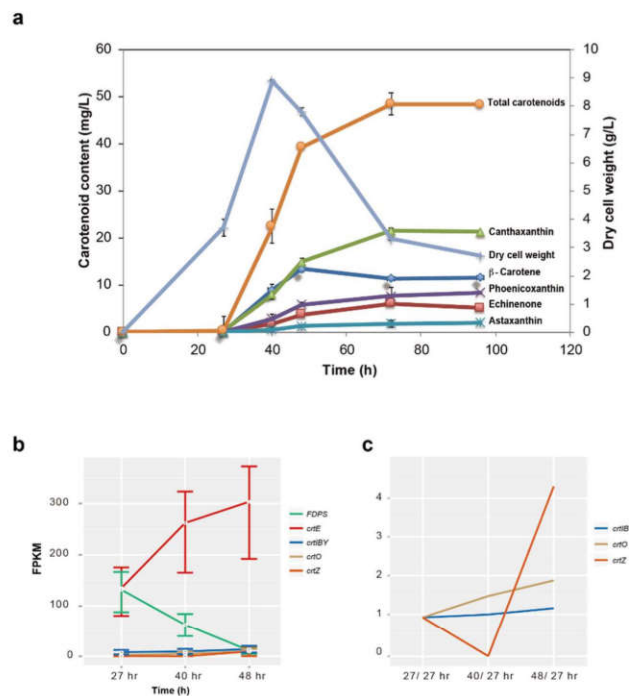 a
60
50
40
30
20
10
0
Carotenoid content (mg/L)
10
9
8
7
6
5
4
3
2
1
0
Dry cell weight (g/L)
Total carotenoids
Canthaxanthin
Dry cell weight
β-Carotene
Phoenicoxanthin
Echinenone
Astaxanthin
0 20 40 60 80 100 120
Time (h)
b
FPKM
300
200
100
0
27 hr 40 hr 48 hr
Time (h)
FDPS
crtE
crtIBY
crtO
crtZ
c
4
3
2
1
0
27/ 27 hr 40/ 27 hr 48/ 27 hr
crtIB
crtO
crtZ